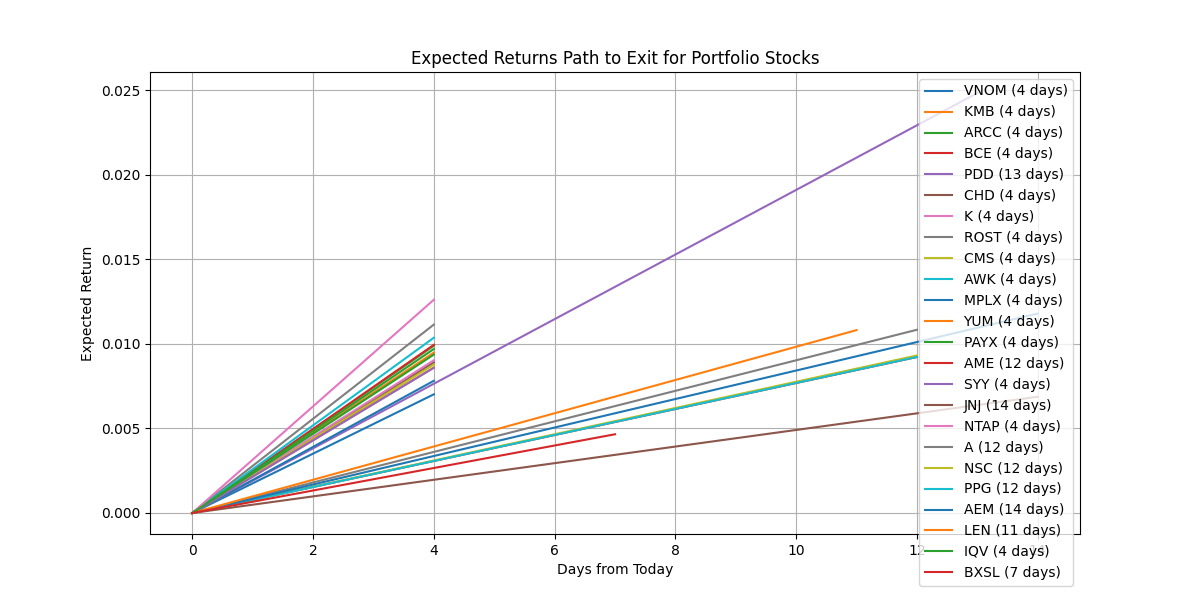 Expected Returns Path to Exit for Portfolio Stocks
Expected Return
0.025
0.020
0.015
0.010
0.005
0.000
0
2
4
6
8
10
12
14
Days from Today
VNOM (4 days)
KMB (4 days)
ARCC (4 days)
BCE (4 days)
PDD (13 days)
CHD (4 days)
K (4 days)
ROST (4 days)
CMS (4 days)
AWK (4 days)
MPLX (4 days)
YUM (4 days)
PAYX (4 days)
AME (12 days)
SYY (4 days)
JNJ (14 days)
NTAP (4 days)
A (12 days)
NSC (12 days)
PPG (12 days)
AEM (14 days)
LEN (11 days)
IQV (4 days)
BXSL (7 days)